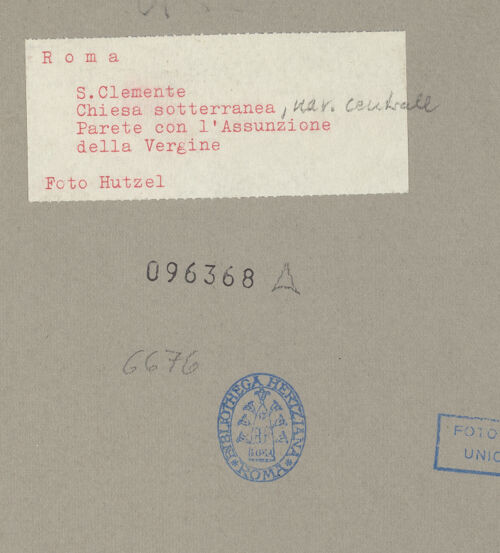 Roma
S.Clemente
Chiesa sotterranea, nav. centrale
Parete con l'Assunzione
della Vergine
Foto Hutzel
096368
6676
BIBLIOTHECA HERTZIANA
ROMA
FOTO
UNIC